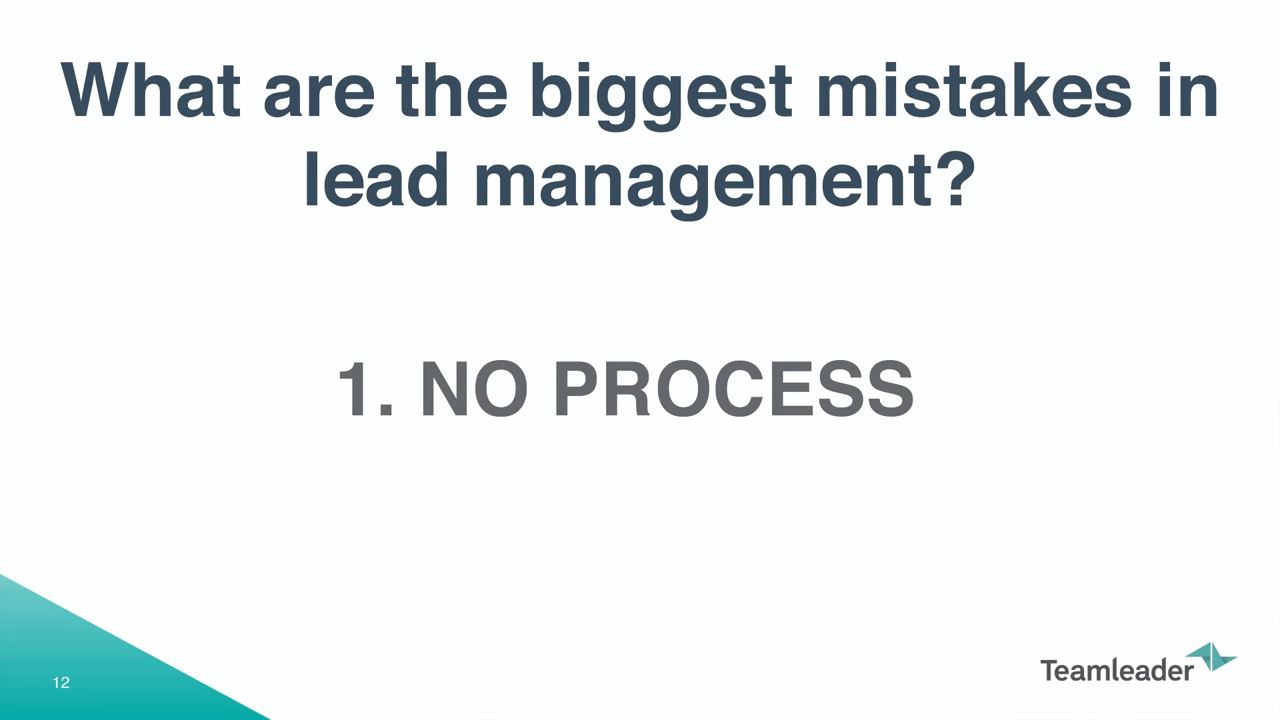 What are the biggest mistakes in
lead management?
1. NO PROCESS
12
Teamleader